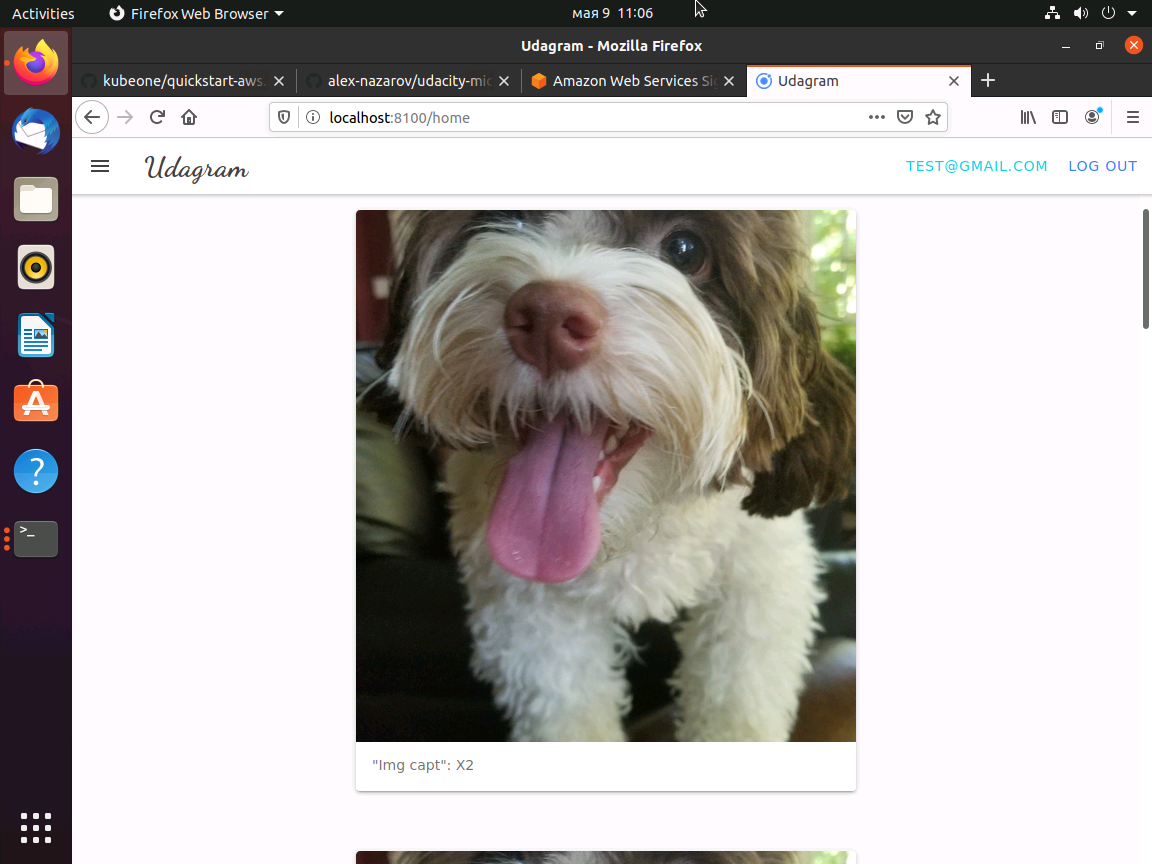 Activities
Firefox Web Browser
мая 9 11:06
Udagram - Mozilla Firefox
kubeone/quickstart-aws.
alex-nazarov/udacity-mic
Amazon Web Services Si
Udagram
localhost:8100/home
Udagram
TEST@GMAIL.COM
LOG OUT
"Img capt": X2